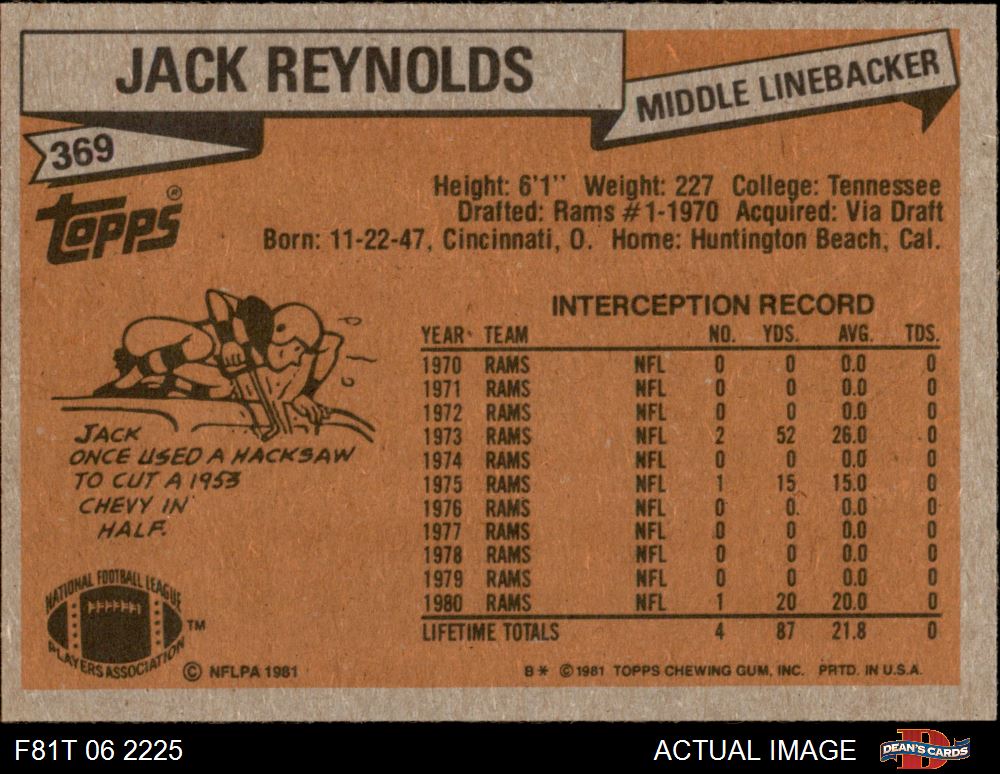 JACK REYNOLDS
MIDDLE LINEBACKER
369
TOPPS®
Height: 6'1" Weight: 227 College: Tennessee
Drafted: Rams #1-1970 Acquired: Via Draft
Born: 11-22-47, Cincinnati, O. Home: Huntington Beach, Cal.
JACK
ONCE USED A HACKSAW
TO CUT A 1953
CHEVY IN
HALF.
INTERCEPTION RECORD
YEAR TEAM NO. YDS. AVG. TDS.
1970 RAMS NFL 0 0 0.0 0
1971 RAMS NFL 0 0 0.0 0
1972 RAMS NFL 0 0 0.0 0
1973 RAMS NFL 2 52 26.0 0
1974 RAMS NFL 0 0 0.0 0
1975 RAMS NFL 1 15 15.0 0
1976 RAMS NFL 0 0 0.0 0
1977 RAMS NFL 0 0 0.0 0
1978 RAMS NFL 0 0 0.0 0
1979 RAMS NFL 0 0 0.0 0
1980 RAMS NFL 1 20 20.0 0
LIFETIME TOTALS 4 87 21.8 0
NATIONAL FOOTBALL LEAGUE
PLAYERS ASSOCIATION
TM
© NFLPA 1981
B* ©1981 TOPPS CHEWING GUM, INC. PRTD. IN U.S.A.
F81T 06 2225
ACTUAL IMAGE
DEAN'S CARDS